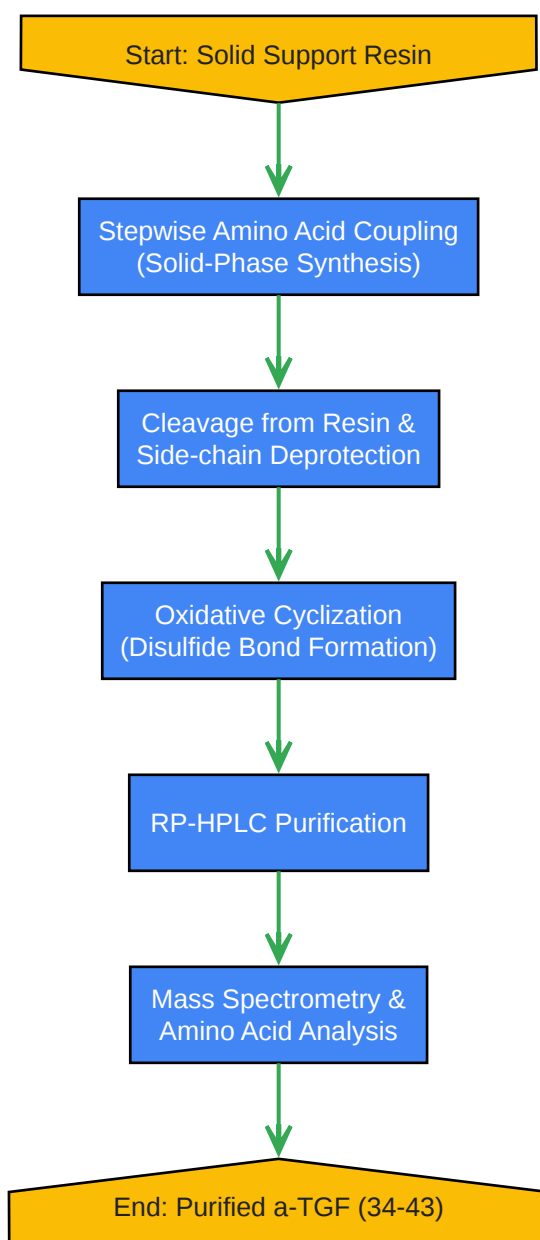 Start: Solid Support Resin
Stepwise Amino Acid Coupling
(Solid-Phase Synthesis)
Cleavage from Resin &
Side-chain Deprotection
Oxidative Cyclization
(Disulfide Bond Formation)
RP-HPLC Purification
Mass Spectrometry &
Amino Acid Analysis
End: Purified a-TGF (34-43)